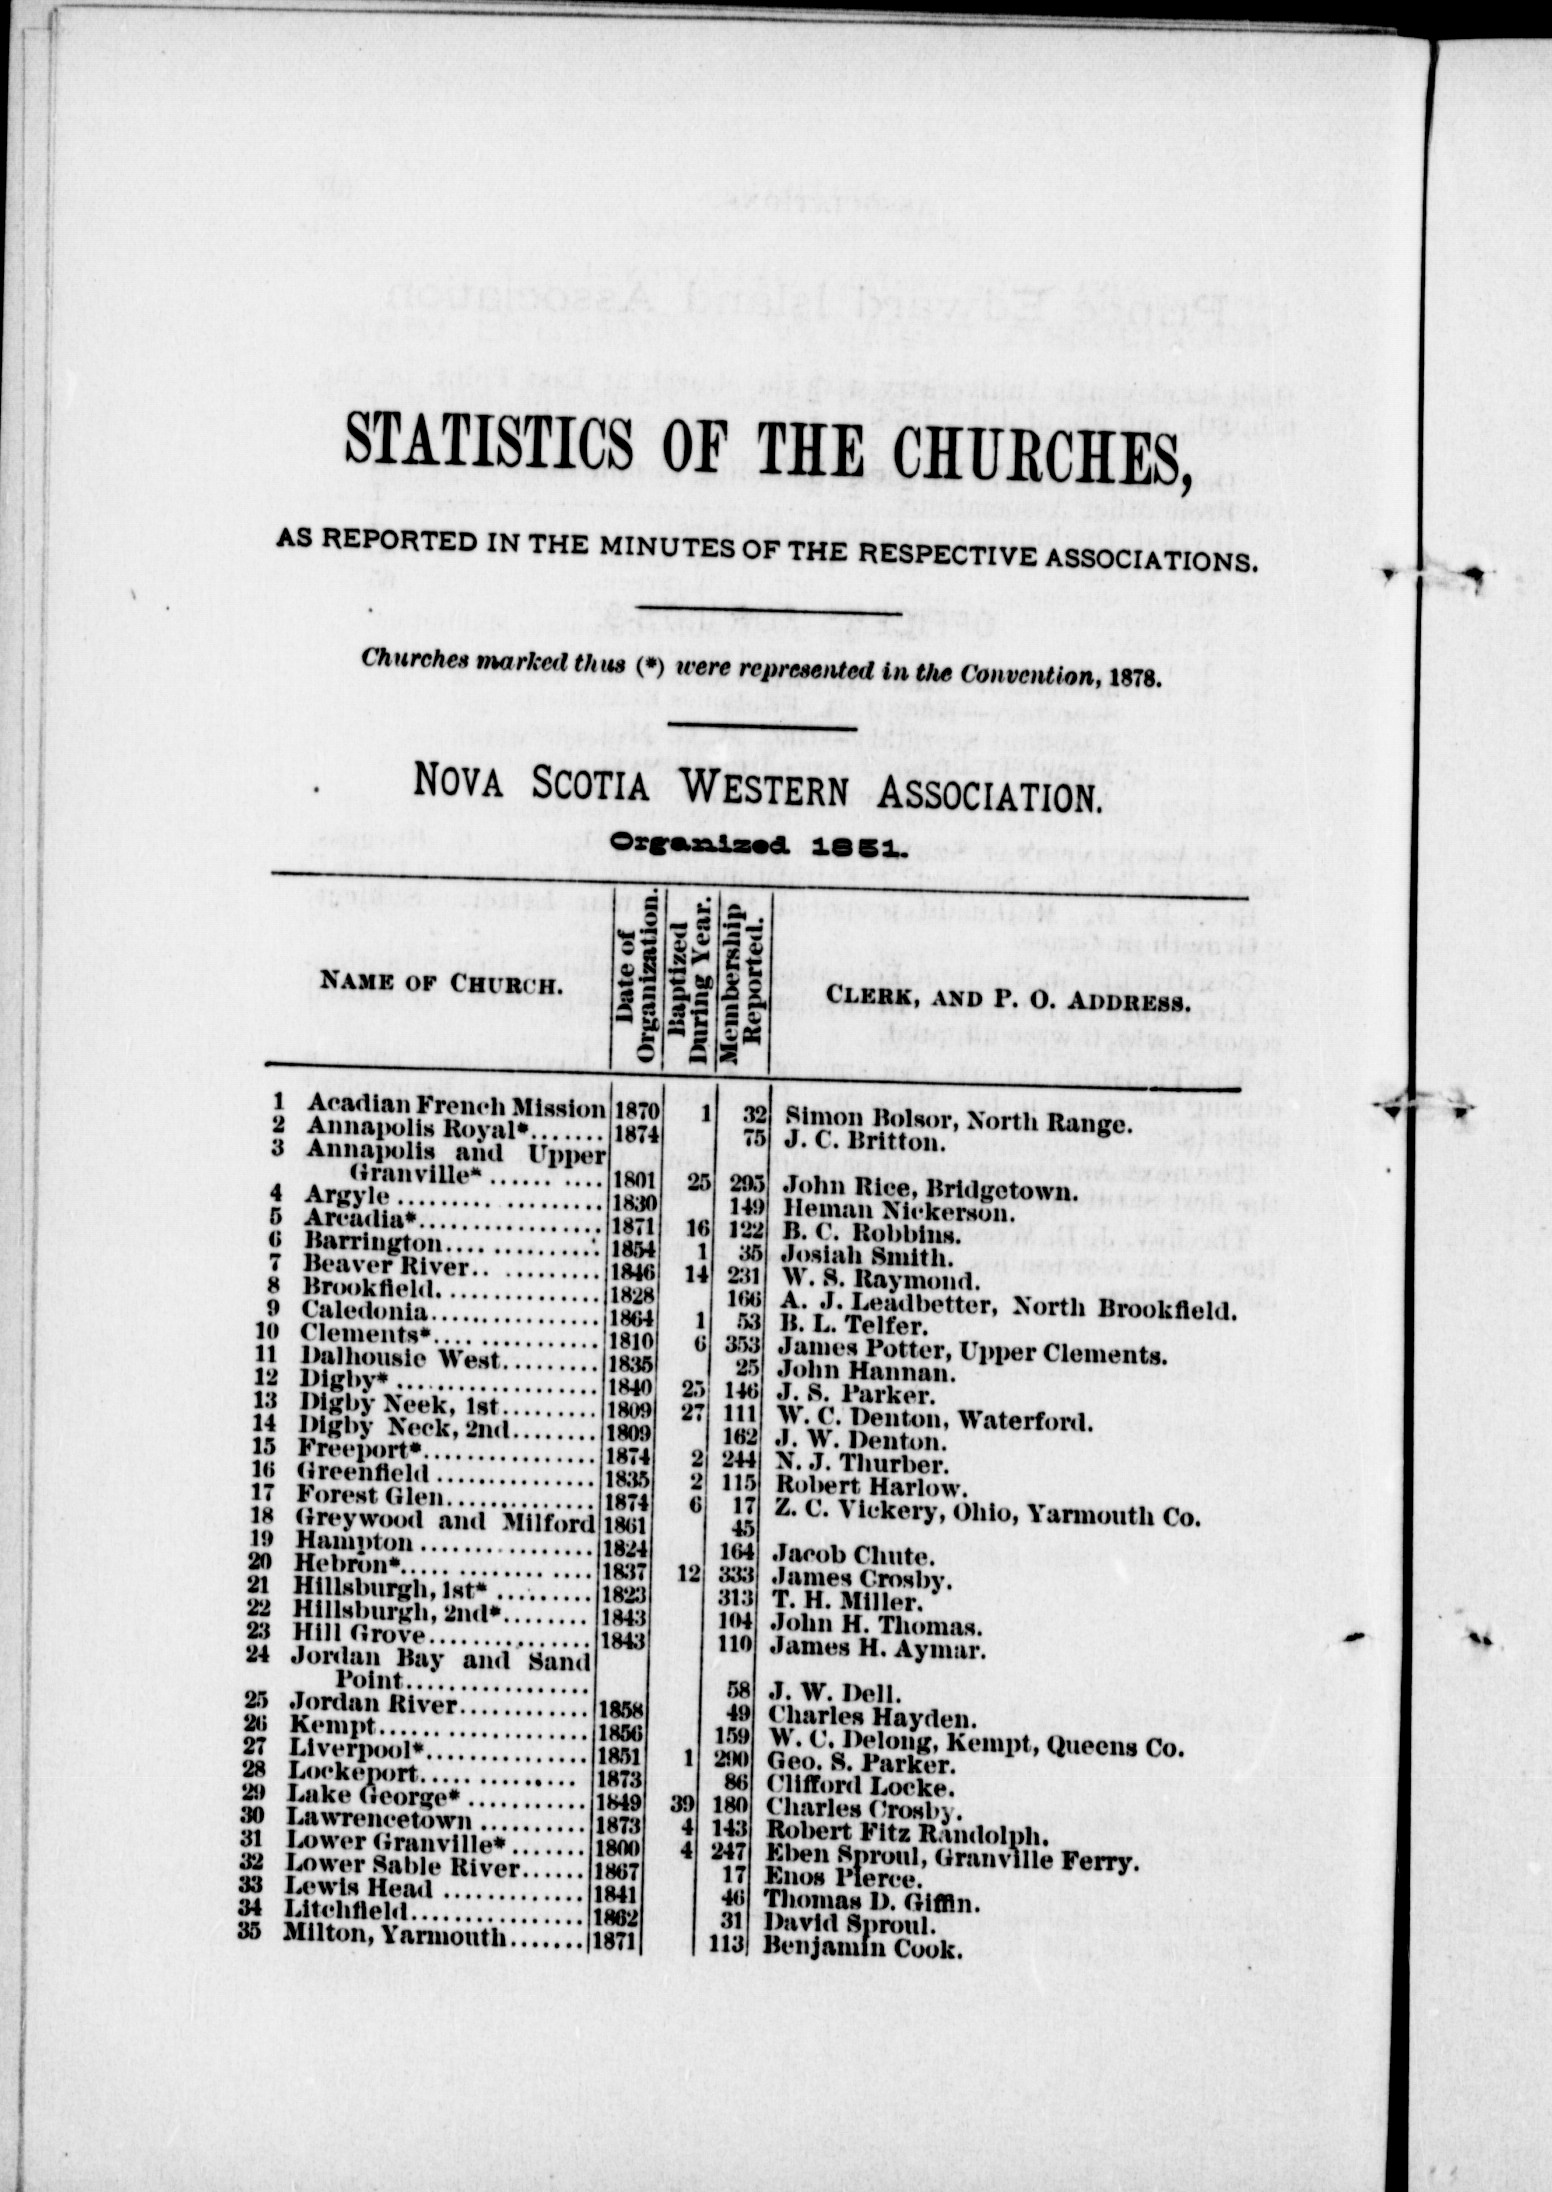 STATISTICS OF THE CHURCHES,
AS REPORTED IN THE MINUTES OF THE RESPECTIVE ASSOCIATIONS.
Churches marked thus (*) were represented in the Convention, 1878.
NOVA SCOTIA WESTERN ASSOCIATION.
Organized 1851.
NAME OF CHURCH. Date of Organization. Baptized During Year. Membership Reported. CLERK, AND P. O. ADDRESS.
1 Acadian French Mission 1870 1 32 Simon Bolsor, North Range.
2 Annapolis Royal*....... 1874 75 J. C. Britton.
3 Annapolis and Upper
Granville* .......... 1801 25 295 John Rice, Bridgetown.
4 Argyle .................. 1830 149 Heman Nickerson.
5 Arcadia*................. 1871 16 122 B. C. Robbins.
6 Barrington.............. 1854 1 35 Josiah Smith.
7 Beaver River............ 1846 14 231 W. S. Raymond.
8 Brookfield............... 1828 166 A. J. Leadbetter, North Brookfield.
9 Caledonia................ 1864 1 53 B. L. Telfer.
10 Clements*............... 1810 6 353 James Potter, Upper Clements.
11 Dalhousie West......... 1835 25 John Hannan.
12 Digby* ................... 1840 25 146 J. S. Parker.
13 Digby Neck, 1st......... 1809 27 111 W. C. Denton, Waterford.
14 Digby Neck, 2nd........ 1809 162 J. W. Denton.
15 Freeport*................ 1874 2 244 N. J. Thurber.
16 Greenfield ............... 1835 2 115 Robert Harlow.
17 Forest Glen.............. 1874 6 17 Z. C. Vickery, Ohio, Yarmouth Co.
18 Greywood and Milford 1861 45
19 Hampton ................ 1824 164 Jacob Chute.
20 Hebron*................. 1837 12 333 James Crosby.
21 Hillsburgh, 1st* ......... 1823 313 T. H. Miller.
22 Hillsburgh, 2nd*........ 1843 104 John H. Thomas.
23 Hill Grove............... 1843 110 James H. Aymar.
24 Jordan Bay and Sand
Point................. 58 J. W. Dell.
25 Jordan River............ 1858 49 Charles Hayden.
26 Kempt.................... 1856 159 W. C. Delong, Kempt, Queens Co.
27 Liverpool*............... 1851 1 290 Geo. S. Parker.
28 Lockeport............... 1873 86 Clifford Locke.
29 Lake George* ........... 1849 39 180 Charles Crosby.
30 Lawrencetown .......... 1873 4 143 Robert Fitz Randolph.
31 Lower Granville* ....... 1800 4 247 Eben Sproul, Granville Ferry.
32 Lower Sable River...... 1867 17 Enos Pierce.
33 Lewis Head ............. 1841 46 Thomas D. Giffin.
34 Litchfield................ 1862 31 David Sproul.
35 Milton, Yarmouth....... 1871 113 Benjamin Cook.